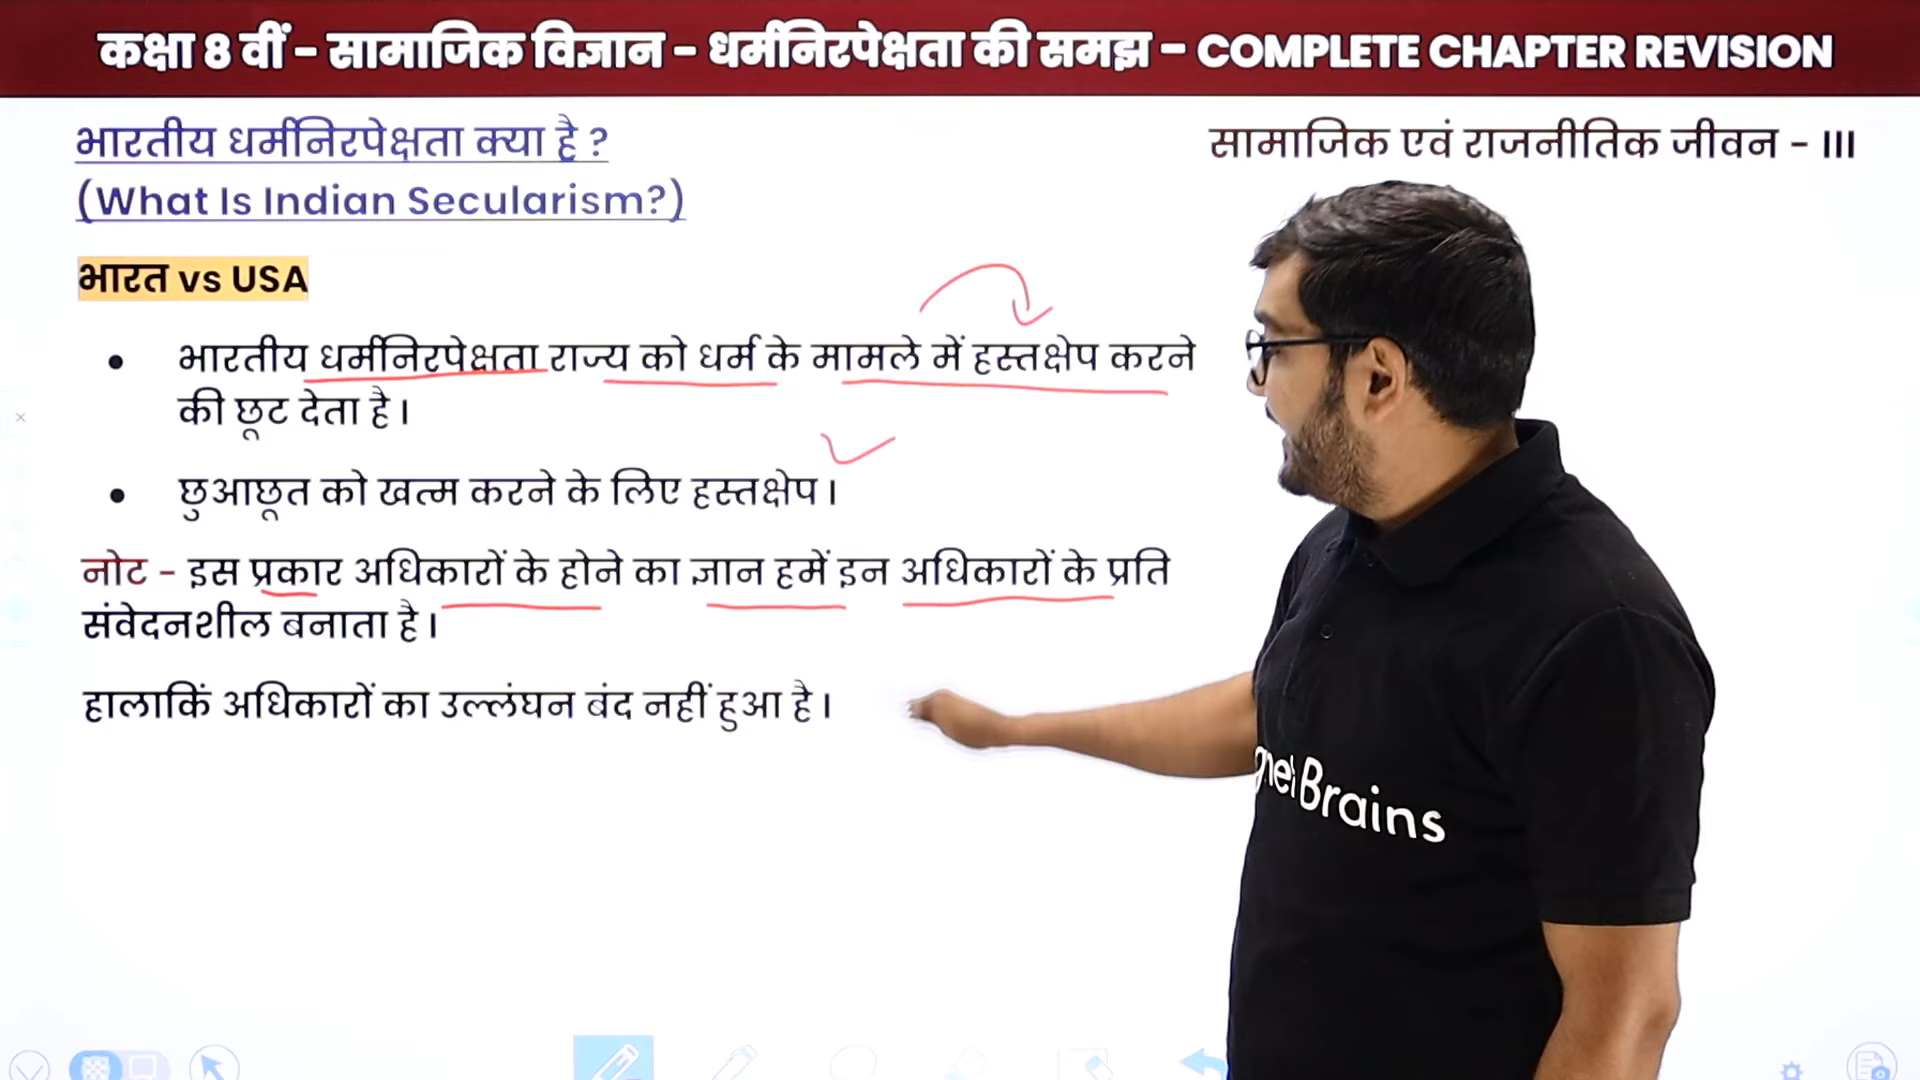 कक्षा 8 वीं - सामाजिक विज्ञान - धर्मनिरपेक्षता की समझ - COMPLETE CHAPTER REVISION
भारतीय धर्मनिरपेक्षता क्या है ?
सामाजिक एवं राजनीतिक जीवन - III
(What Is Indian Secularism?)
भारत vs USA
• भारतीय धर्मनिरपेक्षता राज्य को धर्म के मामले में हस्तक्षेप करने
की छूट देता है ।
• छुआछूत को खत्म करने के लिए हस्तक्षेप ।
नोट - इस प्रकार अधिकारों के होने का ज्ञान हमें इन अधिकारों के प्रति
संवेदनशील बनाता है ।
हालाकिं अधिकारों का उल्लंघन बंद नहीं हुआ है ।
gnet Brains